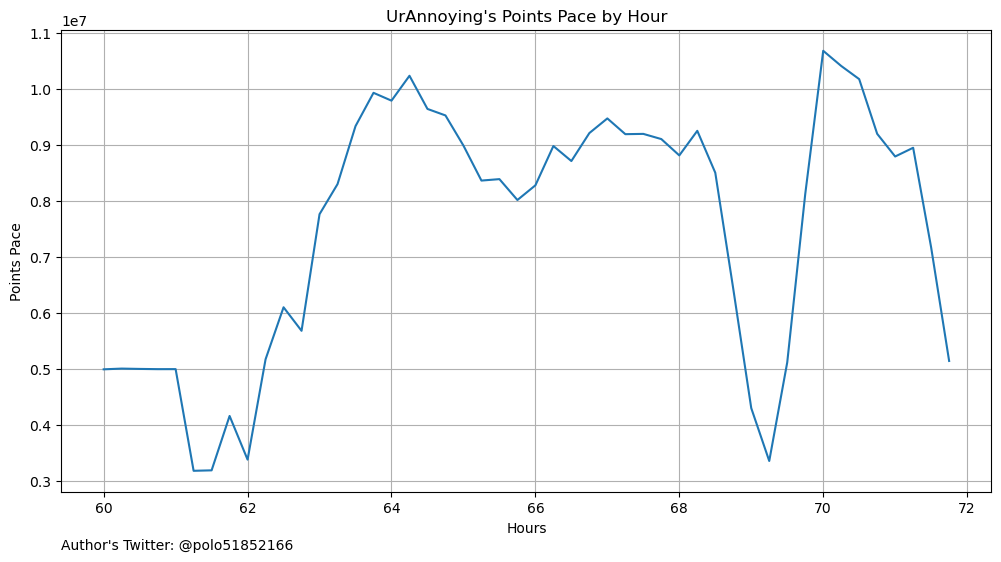 UrAnnoying's Points Pace by Hour
1e7
1.1
1.0
0.9
0.8
0.7
0.6
0.5
0.4
0.3
Points Pace
60 62 64 66 68 70 72
Hours
Author's Twitter: @polo51852166